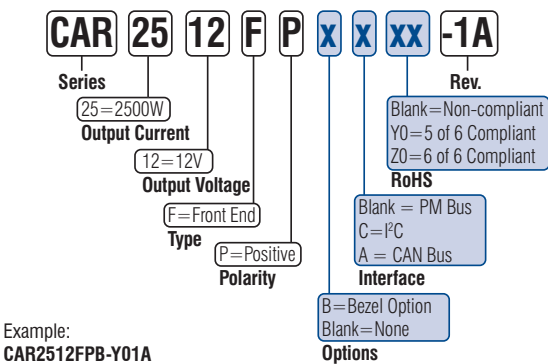 CAR 25 12 F P x x xx -1A
Series
Rev.
25=2500W
Output Current
Blank=Non-compliant
Y0=5 of 6 Compliant
Z0=6 of 6 Compliant
RoHS
12=12V
Output Voltage
F=Front End
Type
Blank = PM Bus
C=I²C
A = CAN Bus
Interface
P=Positive
Polarity
B=Bezel Option
Blank=None
Options
Example:
CAR2512FPB-Y01A